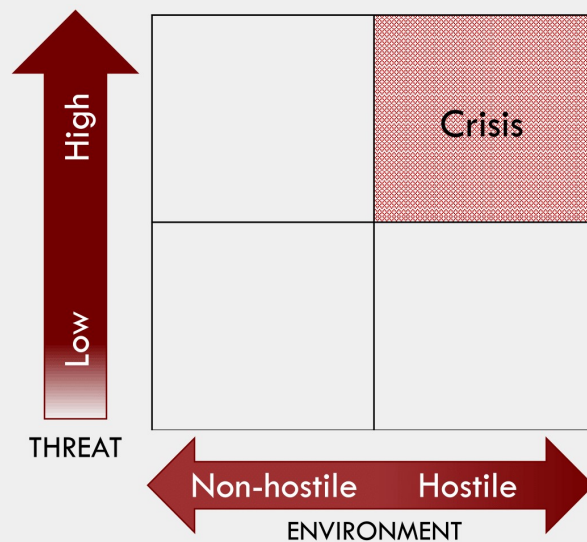 High
Crisis
Low
THREAT
Non-hostile
Hostile
ENVIRONMENT